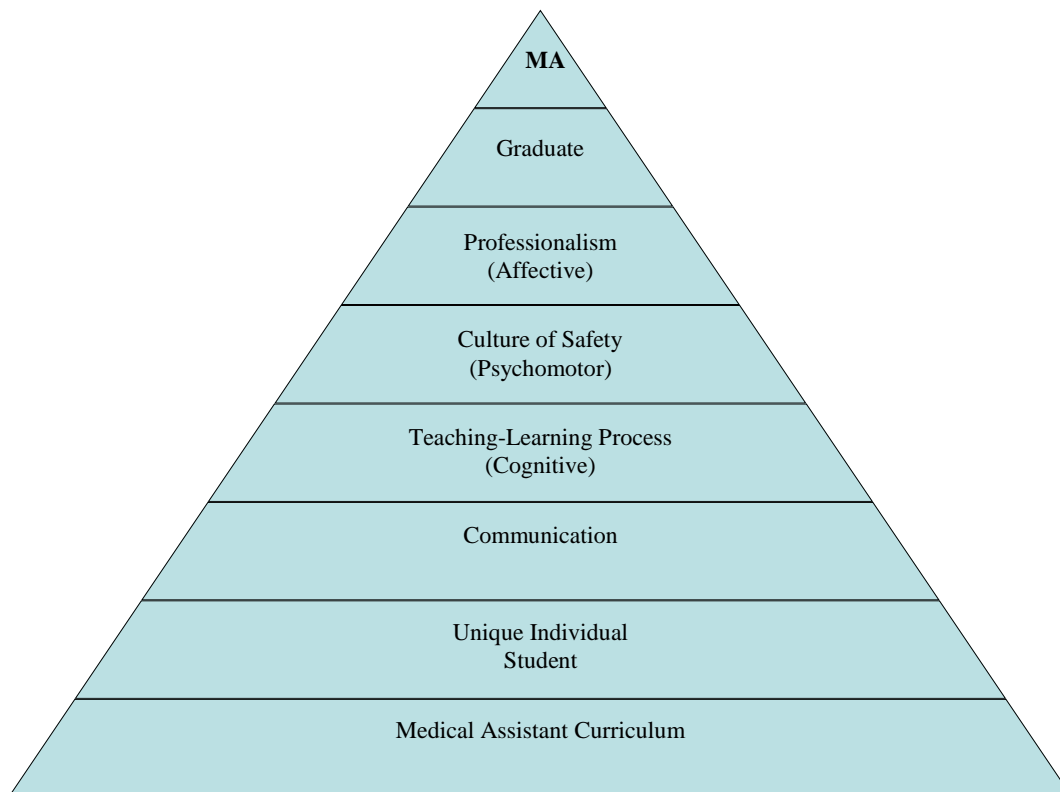 MA
Graduate
Professionalism
(Affective)
Culture of Safety
(Psychomotor)
Teaching-Learning Process
(Cognitive)
Communication
Unique Individual
Student
Medical Assistant Curriculum